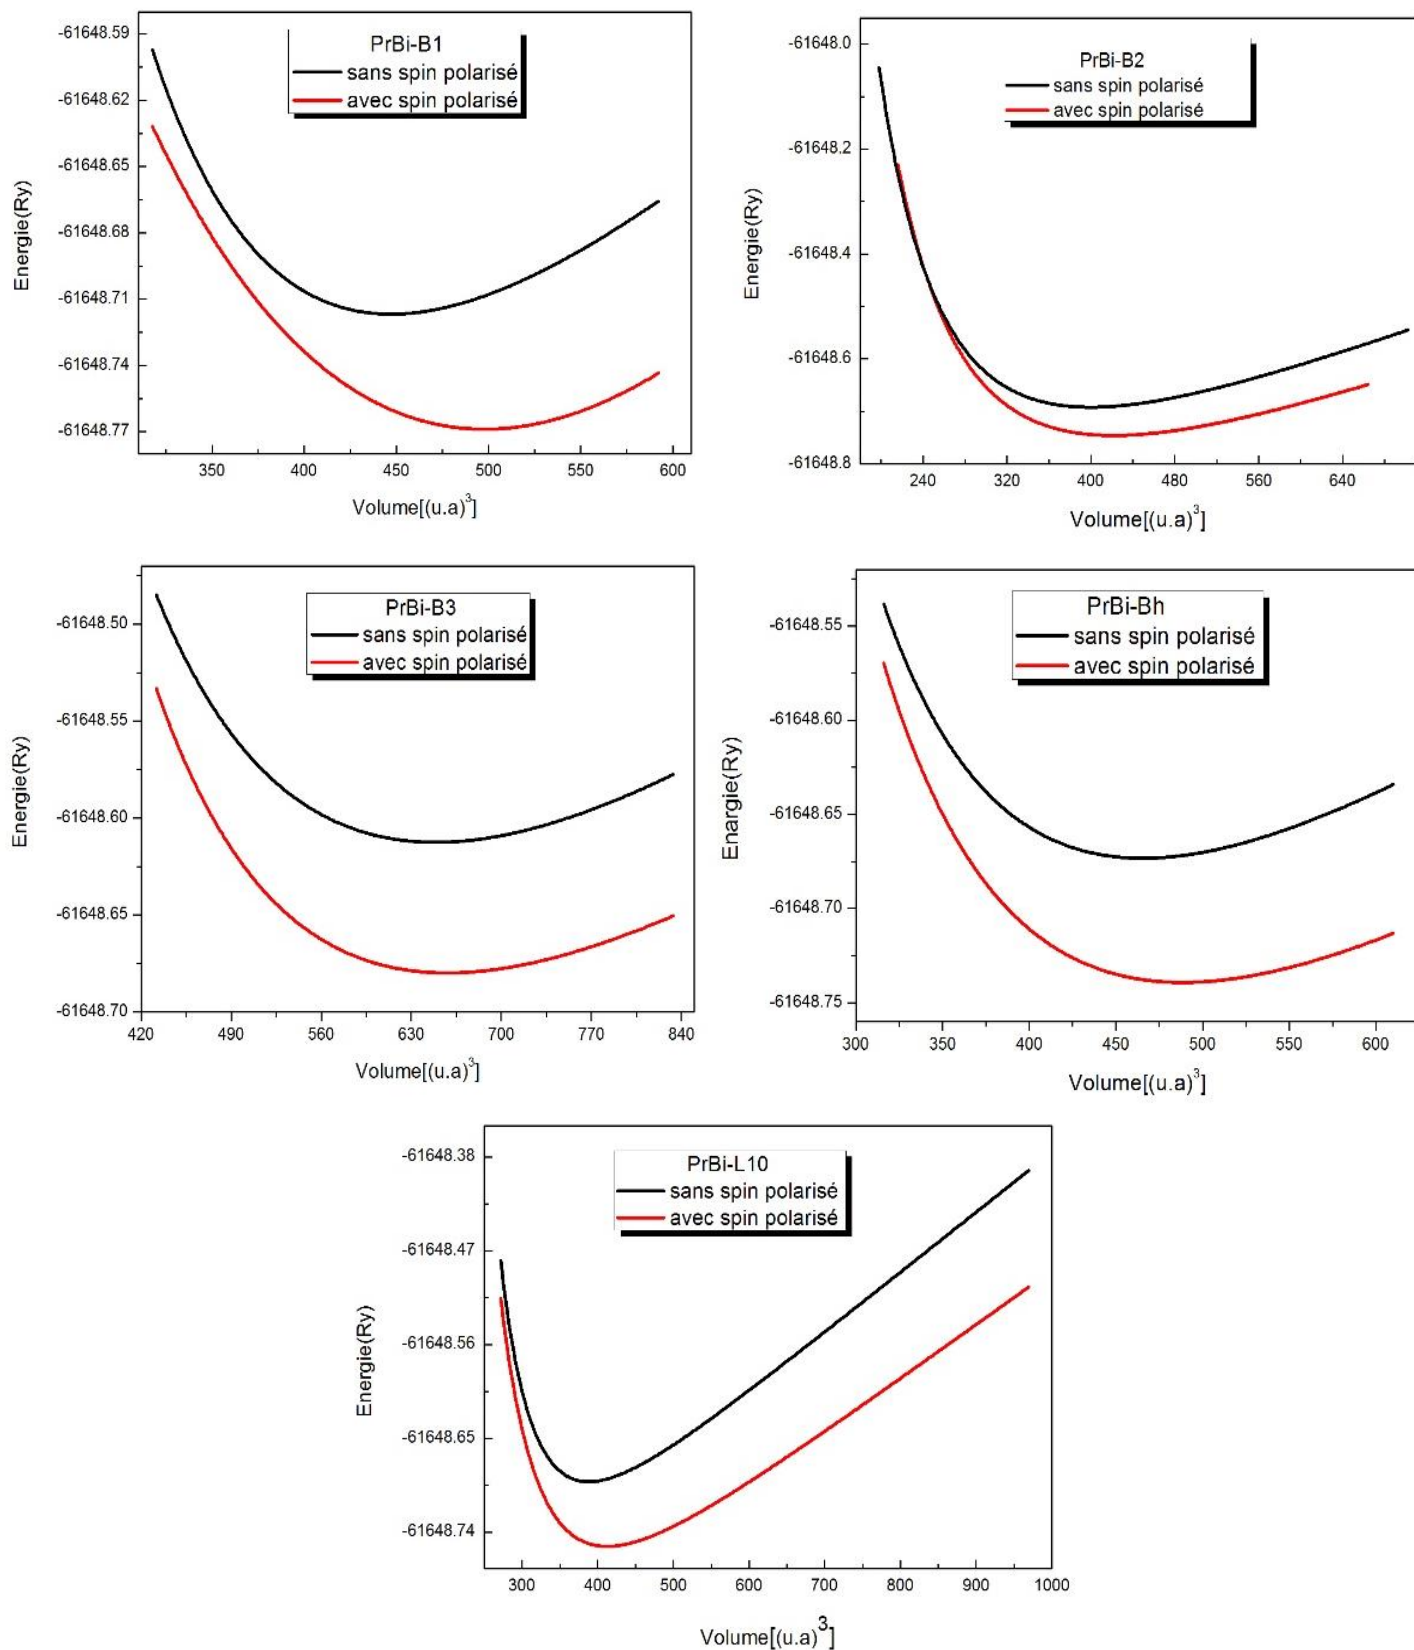 PrBi-B1
sans spin polarisé
avec spin polarisé
-61648.59
-61648.62
-61648.65
-61648.68
-61648.71
-61648.74
-61648.77
Energie(Ry)
350 400 450 500 550 600
Volume[(u.a)³]
PrBi-B2
sans spin polarisé
avec spin polarisé
-61648.0
-61648.2
-61648.4
-61648.6
-61648.8
Energie(Ry)
240 320 400 480 560 640
Volume[(u.a)³]
PrBi-B3
sans spin polarisé
avec spin polarisé
-61648.50
-61648.55
-61648.60
-61648.65
-61648.70
Energie(Ry)
420 490 560 630 700 770 840
Volume[(u.a)³]
PrBi-Bh
sans spin polarisé
avec spin polarisé
-61648.55
-61648.60
-61648.65
-61648.70
-61648.75
Enargie(Ry)
300 350 400 450 500 550 600
Volume[(u.a)³]
PrBi-L10
sans spin polarisé
avec spin polarisé
-61648.38
-61648.47
-61648.56
-61648.65
-61648.74
Energie(Ry)
300 400 500 600 700 800 900 1000
Volume[(u.a)³]